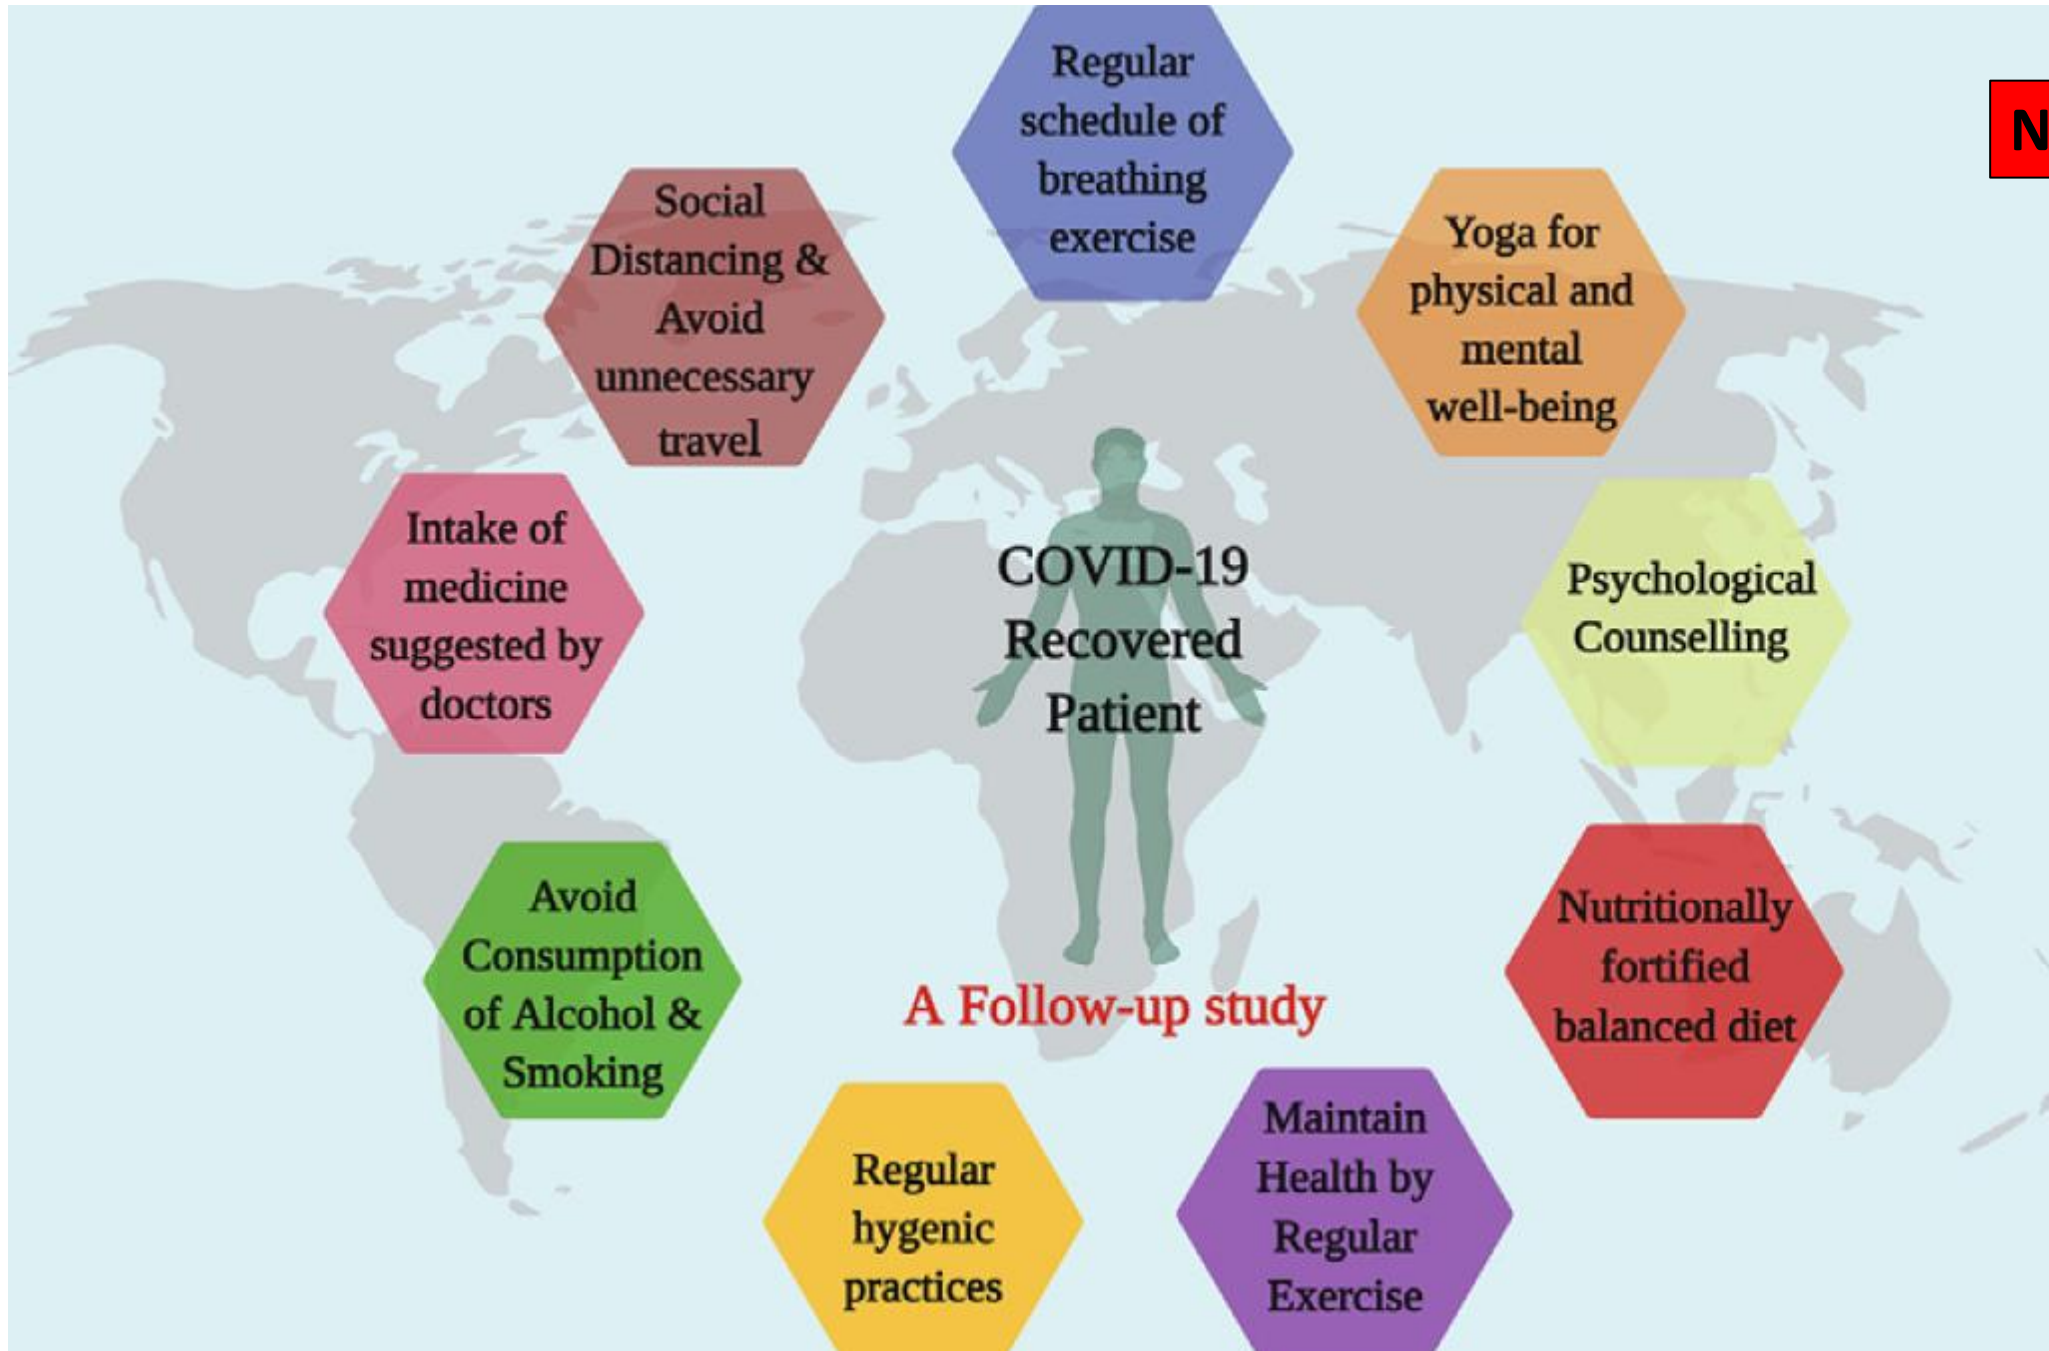 Regular
schedule of
breathing
exercise
N
Social
Distancing &
Avoid
unnecessary
travel
Yoga for
physical and
mental
well-being
Intake of
medicine
suggested by
doctors
COVID-19
Recovered
Patient
Psychological
Counselling
Avoid
Consumption
of Alcohol &
Smoking
A Follow-up study
Nutritionally
fortified
balanced diet
Regular
hygenic
practices
Maintain
Health by
Regular
Exercise